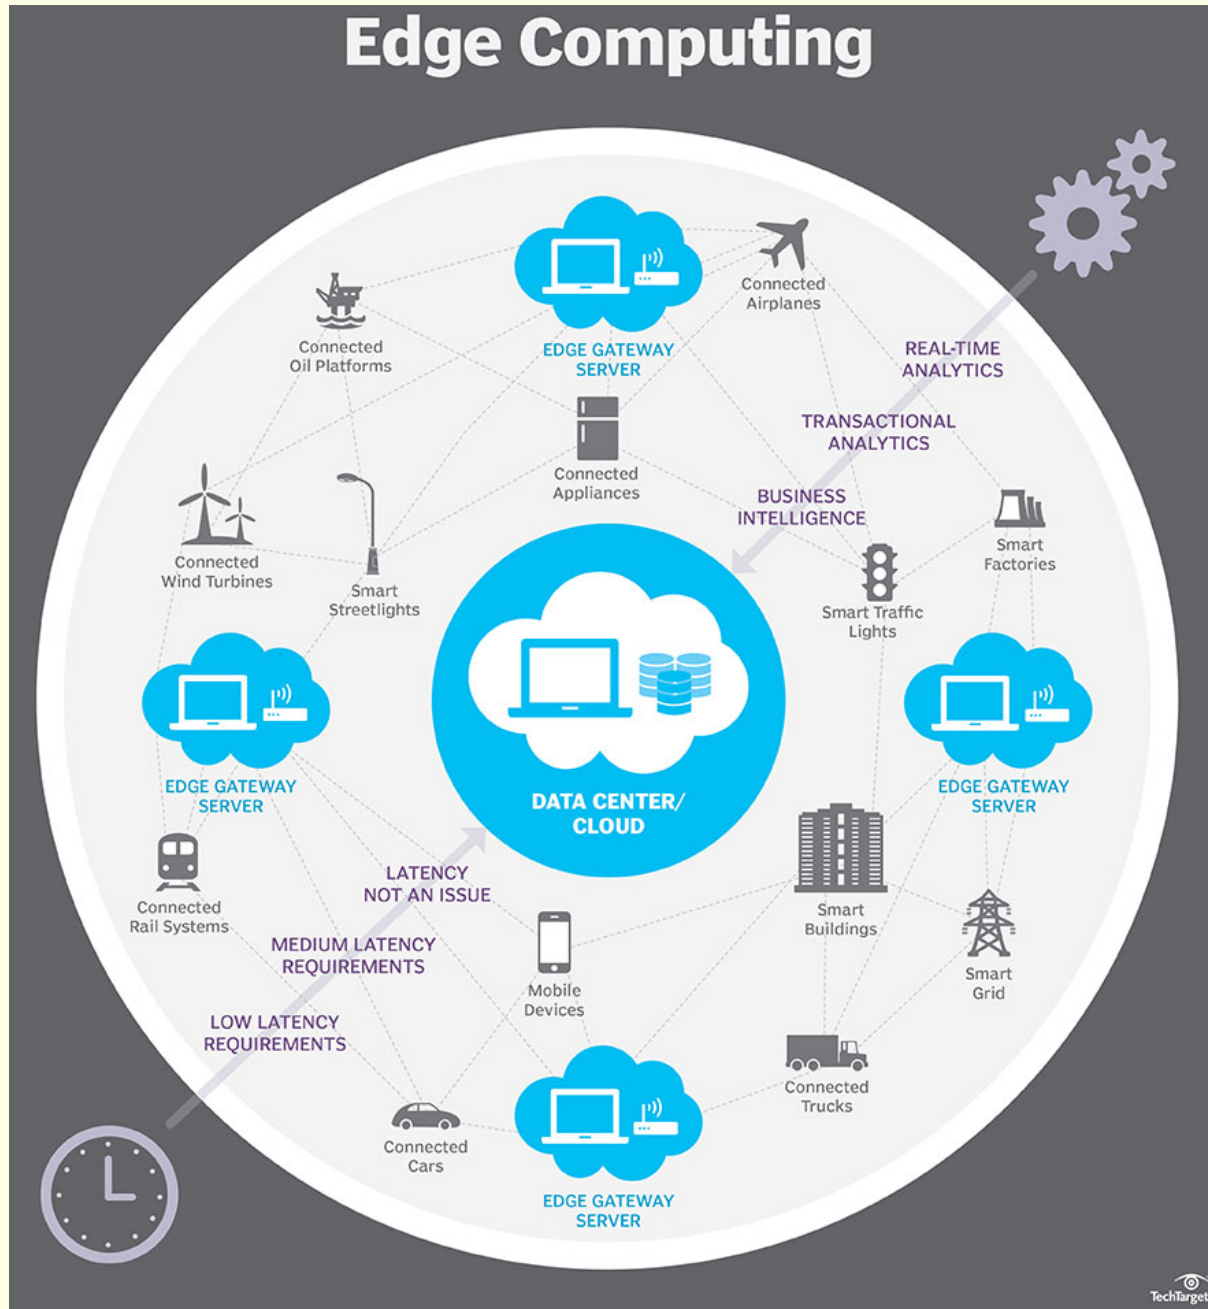 Edge Computing
Connected
Airplanes
Connected
Oil Platforms
EDGE GATEWAY
SERVER
REAL-TIME
ANALYTICS
TRANSACTIONAL
ANALYTICS
Connected
Appliances
BUSINESS
INTELLIGENCE
Connected
Wind Turbines
Smart
Streetlights
Smart
Factories
Smart Traffic
Lights
EDGE GATEWAY
SERVER
DATA CENTER/
CLOUD
EDGE GATEWAY
SERVER
LATENCY
NOT AN ISSUE
Connected
Rail Systems
Smart
Buildings
MEDIUM LATENCY
REQUIREMENTS
Mobile
Devices
Smart
Grid
LOW LATENCY
REQUIREMENTS
Connected
Trucks
Connected
Cars
EDGE GATEWAY
SERVER
TechTarget